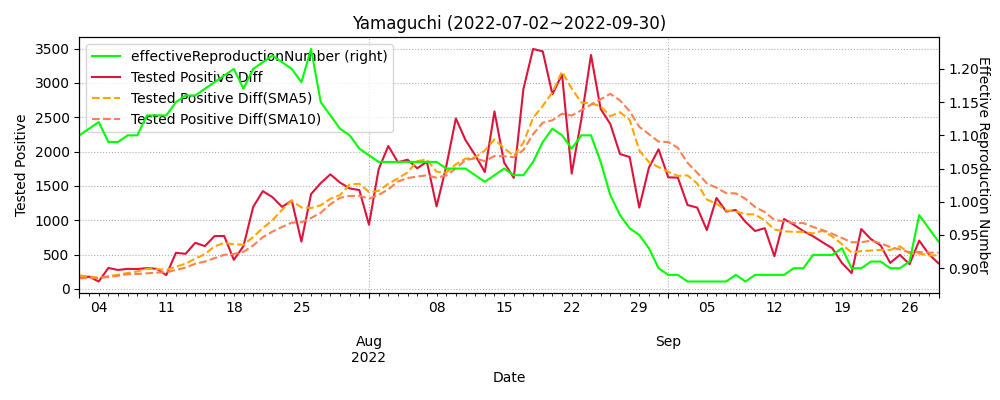 Yamaguchi (2022-07-02~2022-09-30)
effectiveReproductionNumber (right)
Tested Positive Diff
Tested Positive Diff(SMA5)
Tested Positive Diff(SMA10)
Tested Positive
3500
3000
2500
2000
1500
1000
500
0
1.20
1.15
1.10
1.05
1.00
0.95
0.90
Effective Reproduction Number
04 11 18 25 08 15 22 29 05 12 19 26
Aug Sep
2022
Date